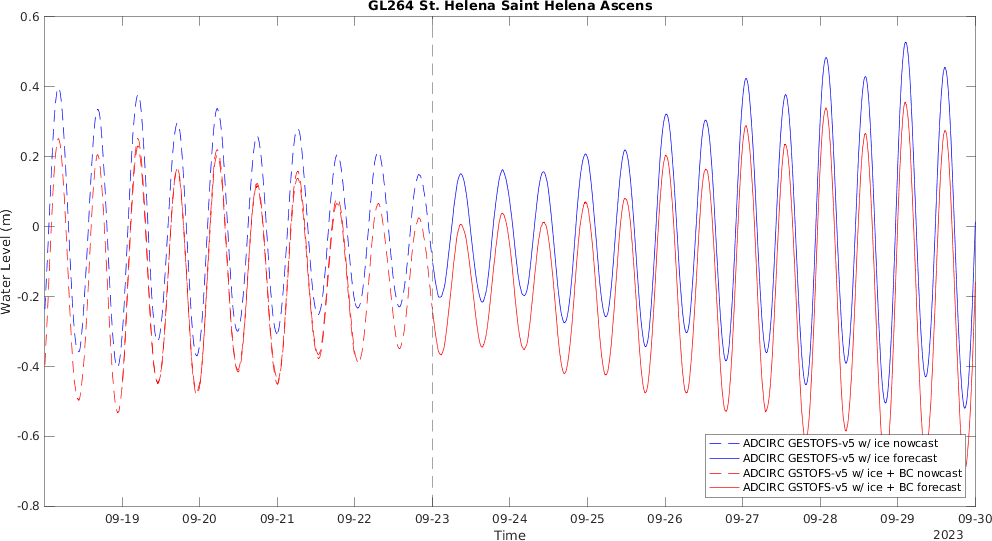 GL264 St. Helena Saint Helena Ascens
0.6
0.4
0.2
0
-0.2
-0.4
-0.6
-0.8
Water Level (m)
ADCIRC GESTOFS-v5 w/ ice nowcast
ADCIRC GESTOFS-v5 w/ ice forecast
ADCIRC GSTOFS-v5 w/ ice + BC nowcast
ADCIRC GSTOFS-v5 w/ ice + BC forecast
09-19 09-20 09-21 09-22 09-23 09-24 09-25 09-26 09-27 09-28 09-29 09-30
Time
2023